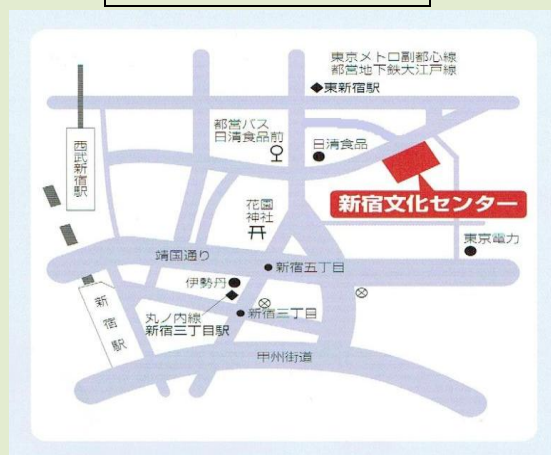 東京メトロ副都心線
都営地下鉄大江戸線
東新宿駅
都営バス
日清食品前
日清食品
西武新宿駅
新宿文化センター
花園
神社
東京電力
靖国通り
新宿五丁目
伊勢丹
新宿駅
丸ノ内線
新宿三丁目駅
新宿三丁目
甲州街道